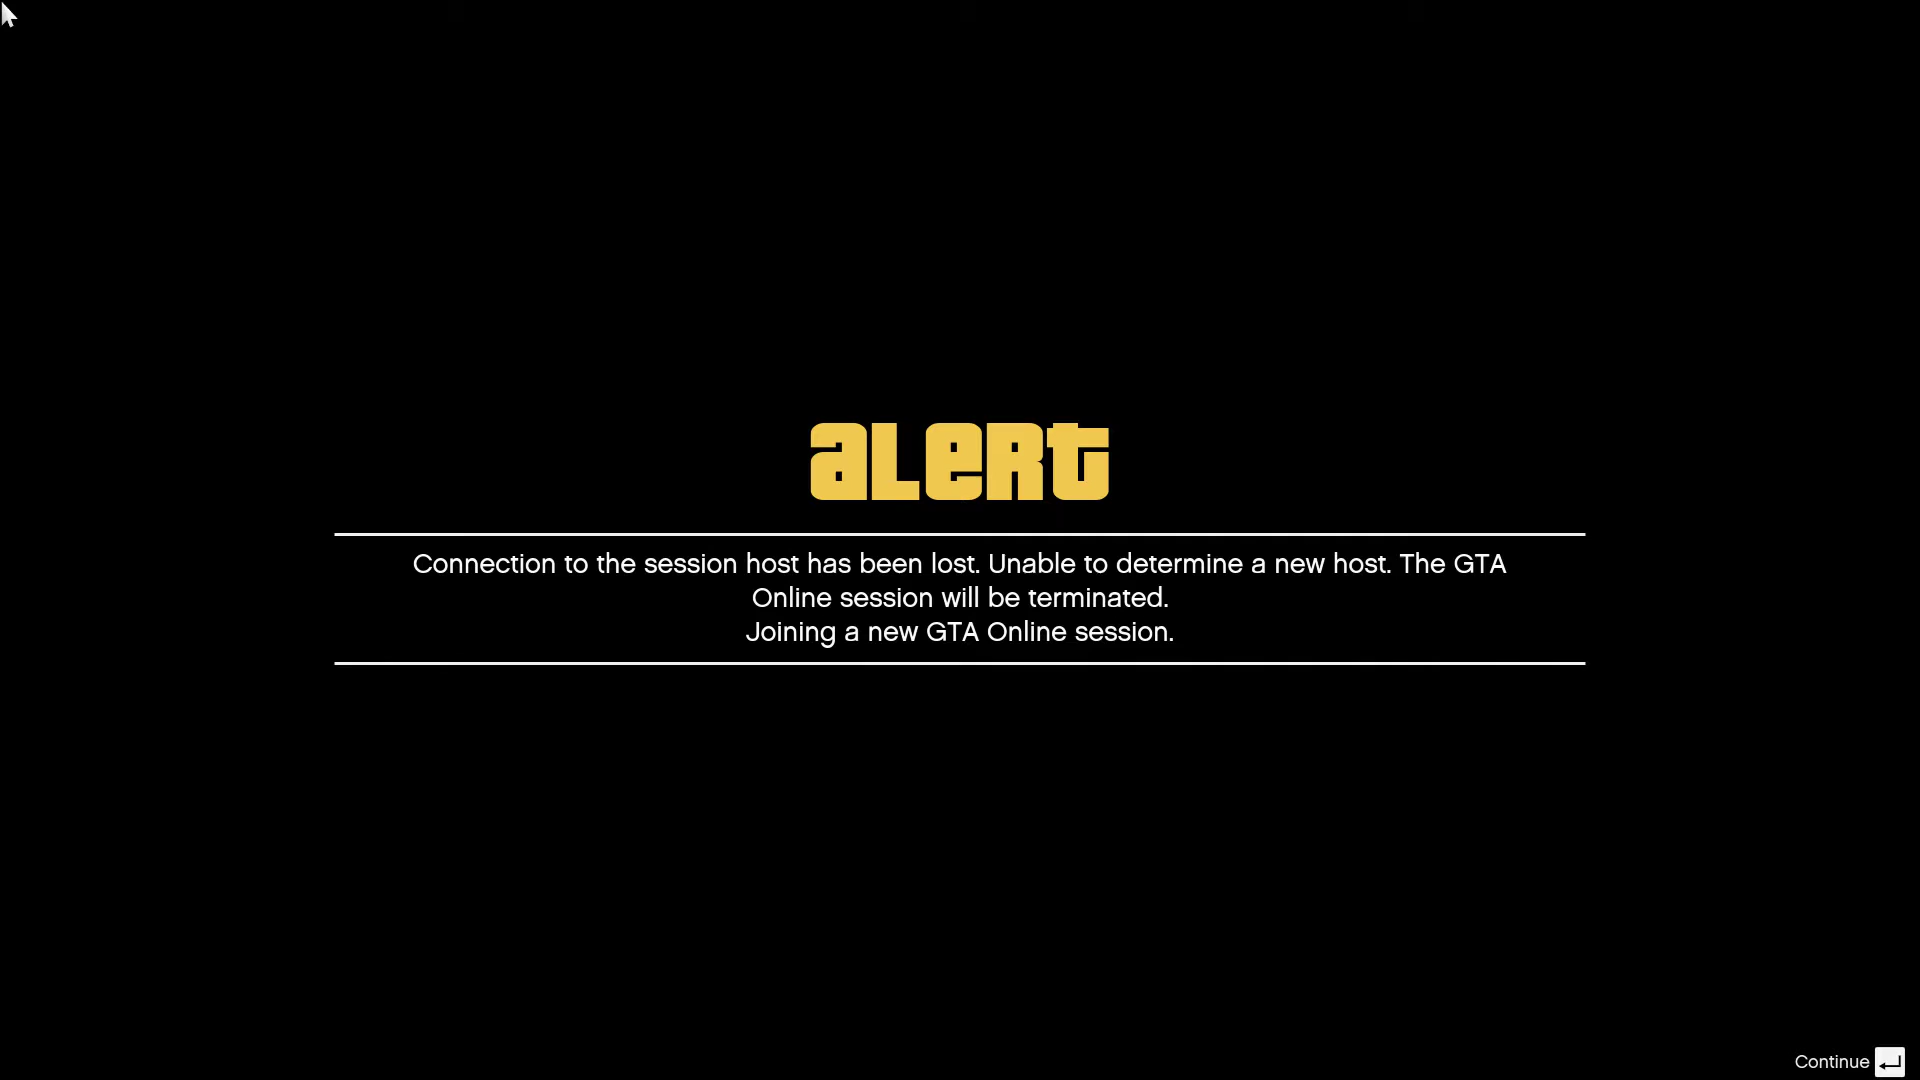 aLeRt
Connection to the session host has been lost. Unable to determine a new host. The GTA
Online session will be terminated.
Joining a new GTA Online session.
Continue